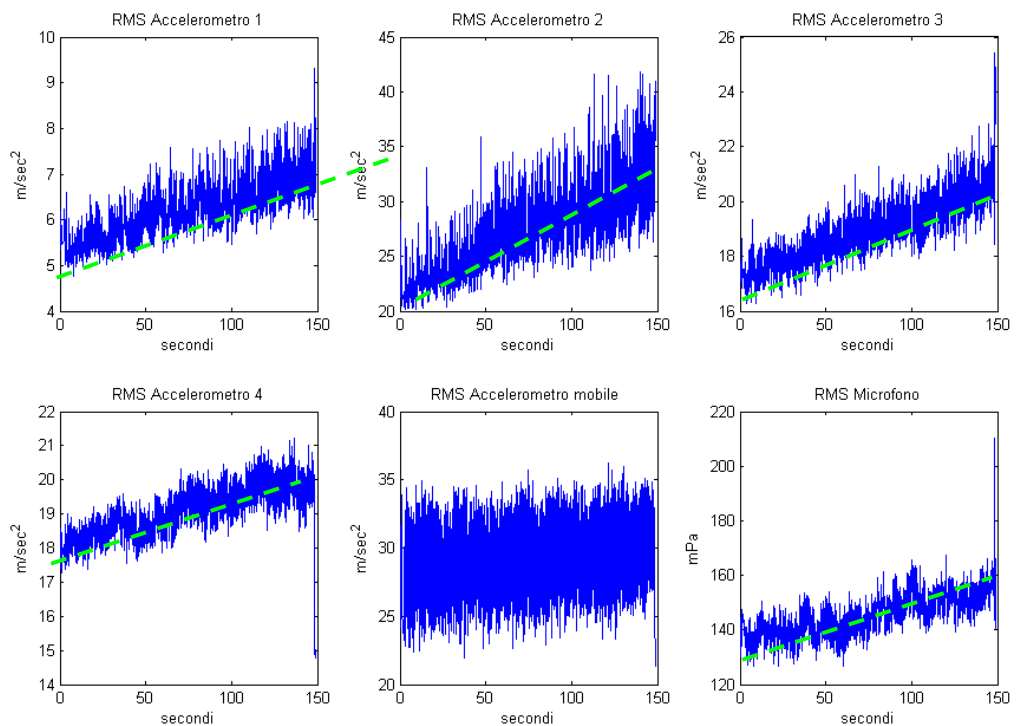 RMS Accelerometro 1
10
9
8
7
6
5
4
m/sec²
0 50 100 150
secondi
RMS Accelerometro 2
45
40
35
30
25
20
m/sec²
0 50 100 150
secondi
RMS Accelerometro 3
26
24
22
20
18
16
m/sec²
0 50 100 150
secondi
RMS Accelerometro 4
22
21
20
19
18
17
16
15
14
m/sec²
0 50 100 150
secondi
RMS Accelerometro mobile
40
35
30
25
20
m/sec²
0 50 100 150
secondi
RMS Microfono
220
200
180
160
140
120
mPa
0 50 100 150
secondi